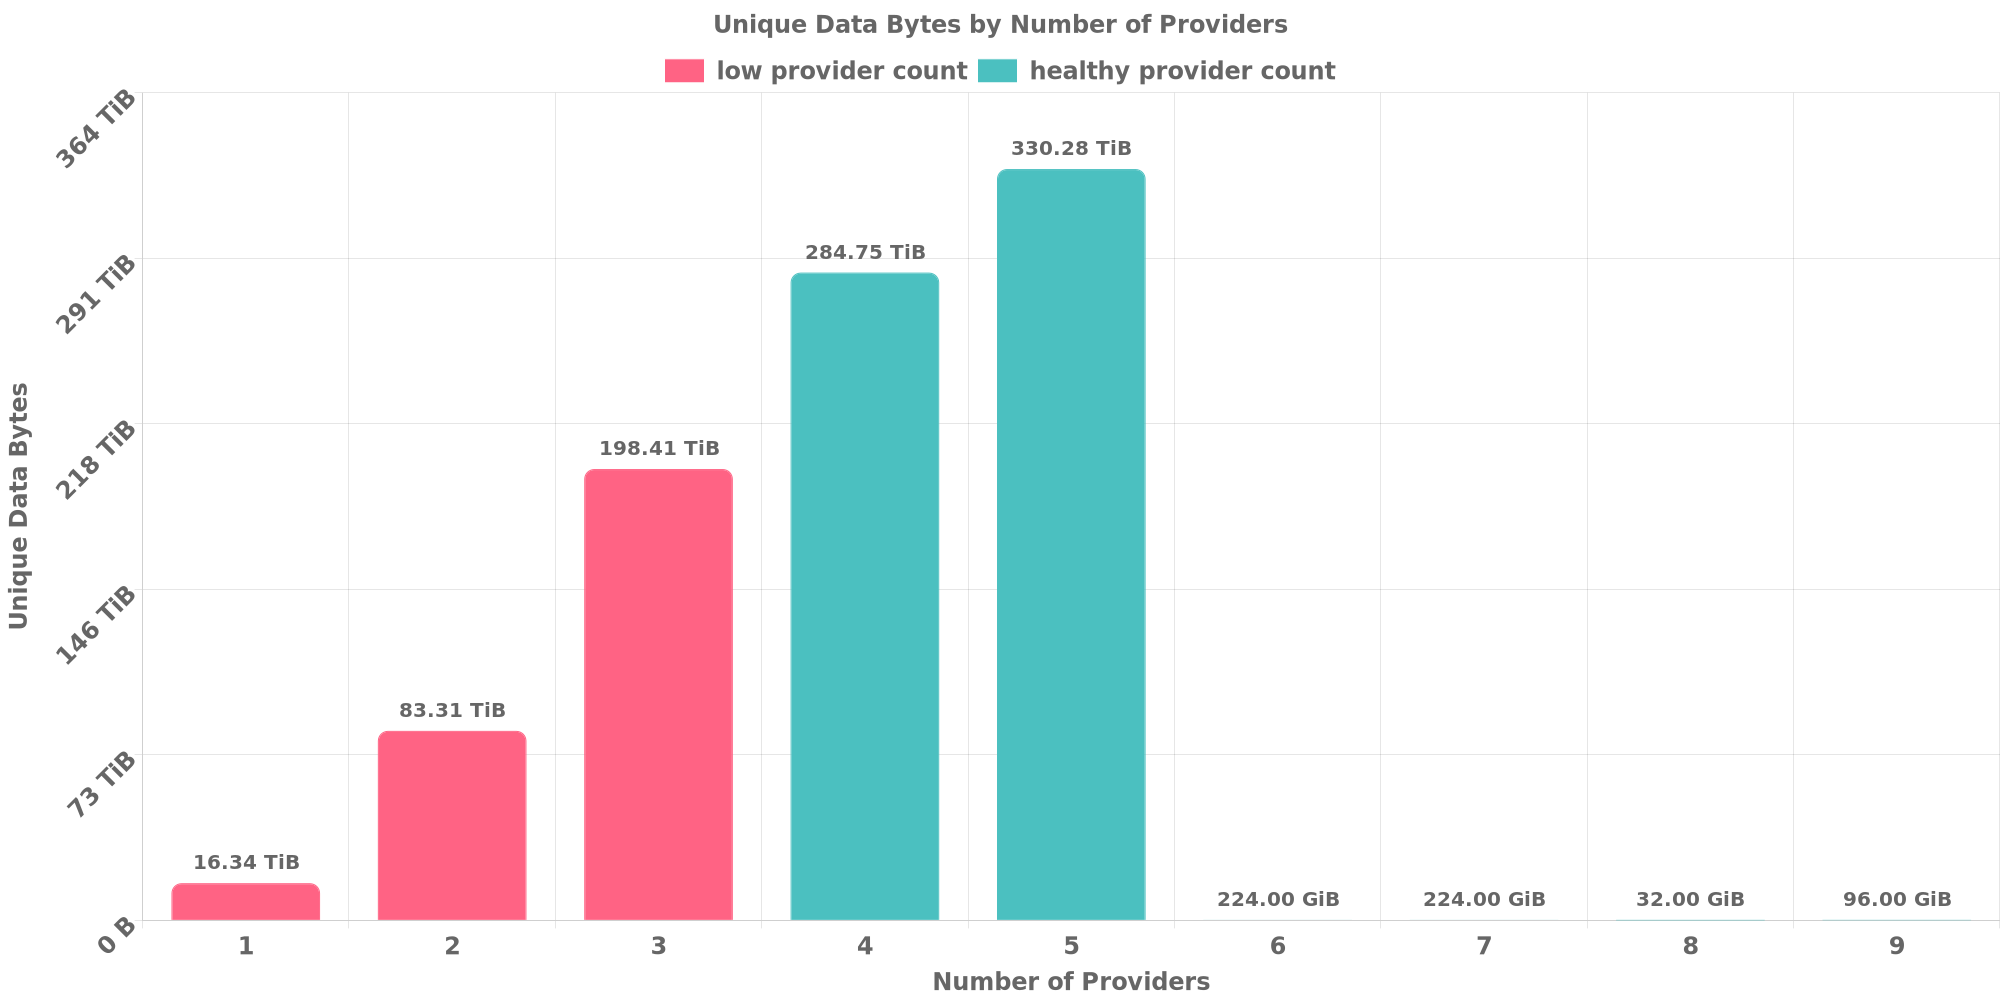 Unique Data Bytes by Number of Providers
low provider count healthy provider count
364 TiB
291 TiB
218 TiB
146 TiB
73 TiB
0 B
Unique Data Bytes
16.34 TiB
83.31 TiB
198.41 TiB
284.75 TiB
330.28 TiB
224.00 GiB
224.00 GiB
32.00 GiB
96.00 GiB
1 2 3 4 5 6 7 8 9
Number of Providers